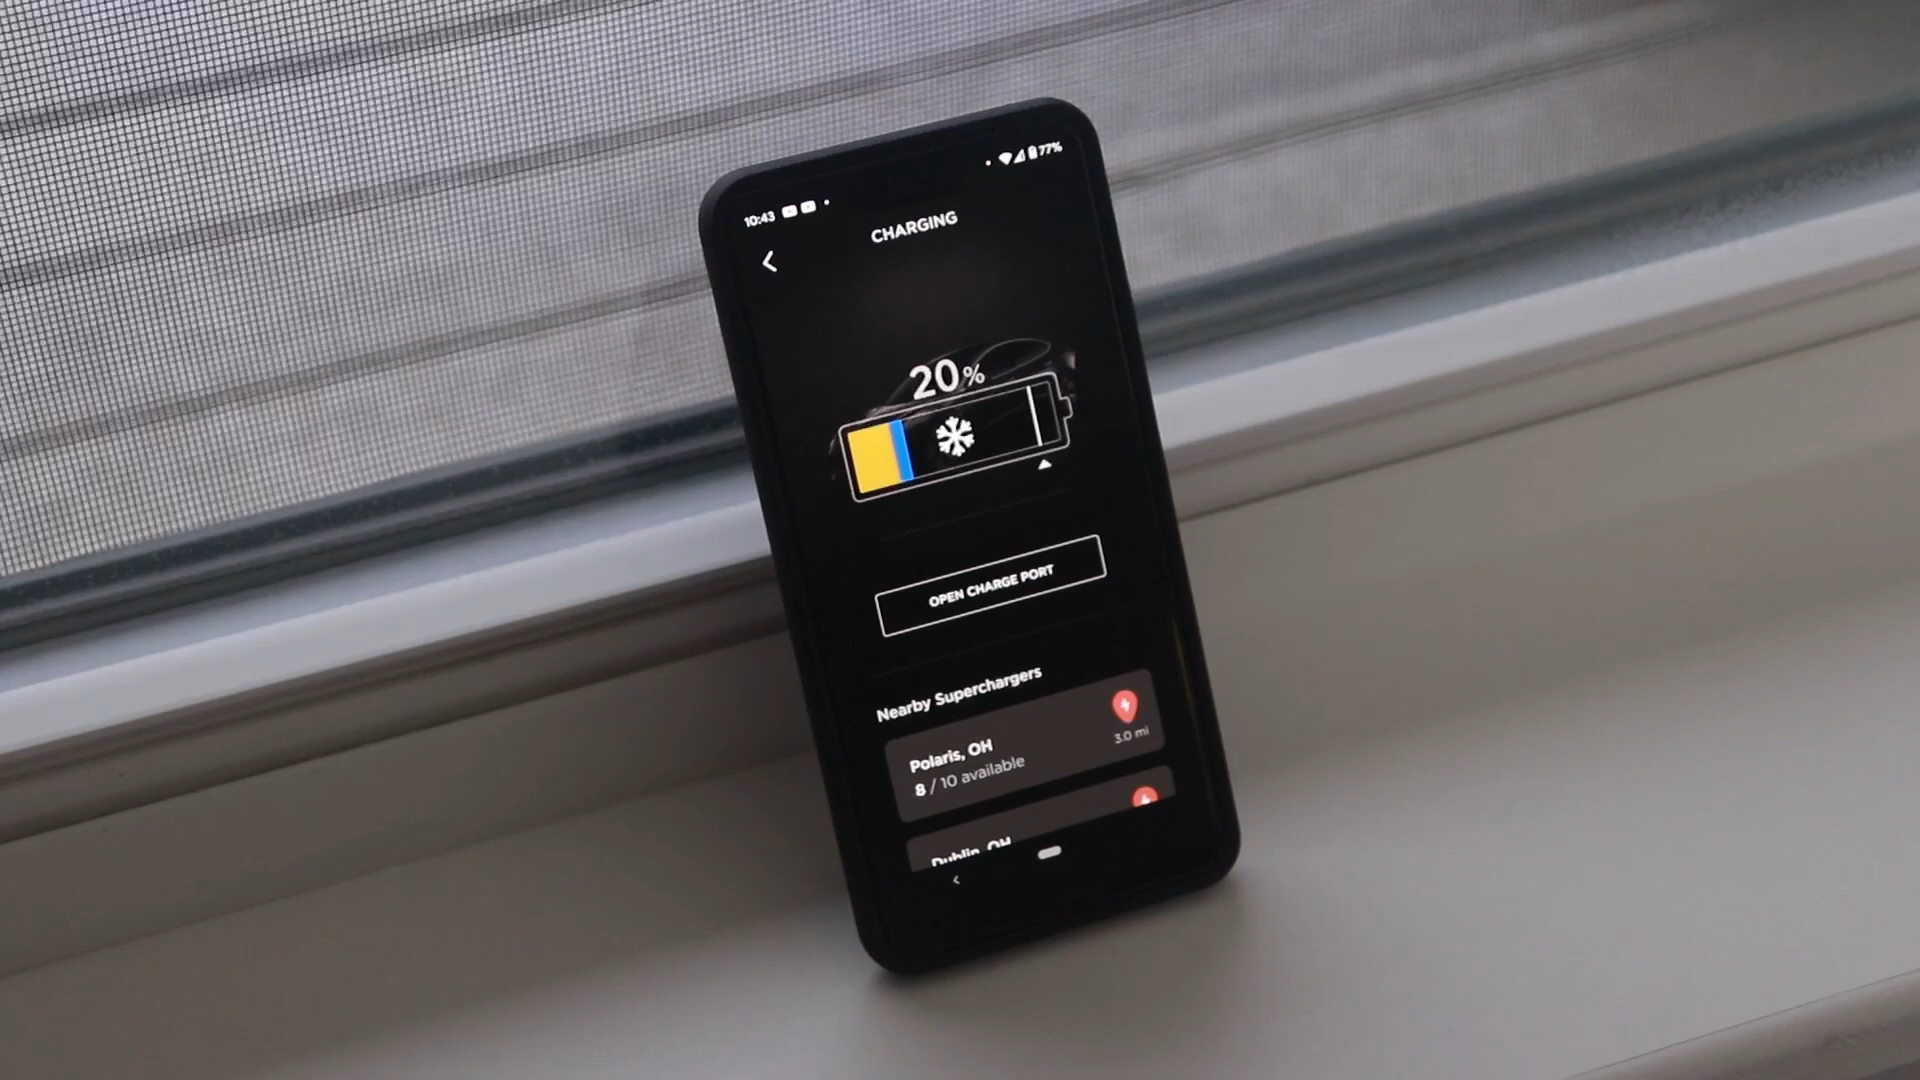 10:43
77%
CHARGING
20%
OPEN CHARGE PORT
Nearby Superchargers
Polaris, OH
3.0 mi
8 / 10 available
Dublin, OH